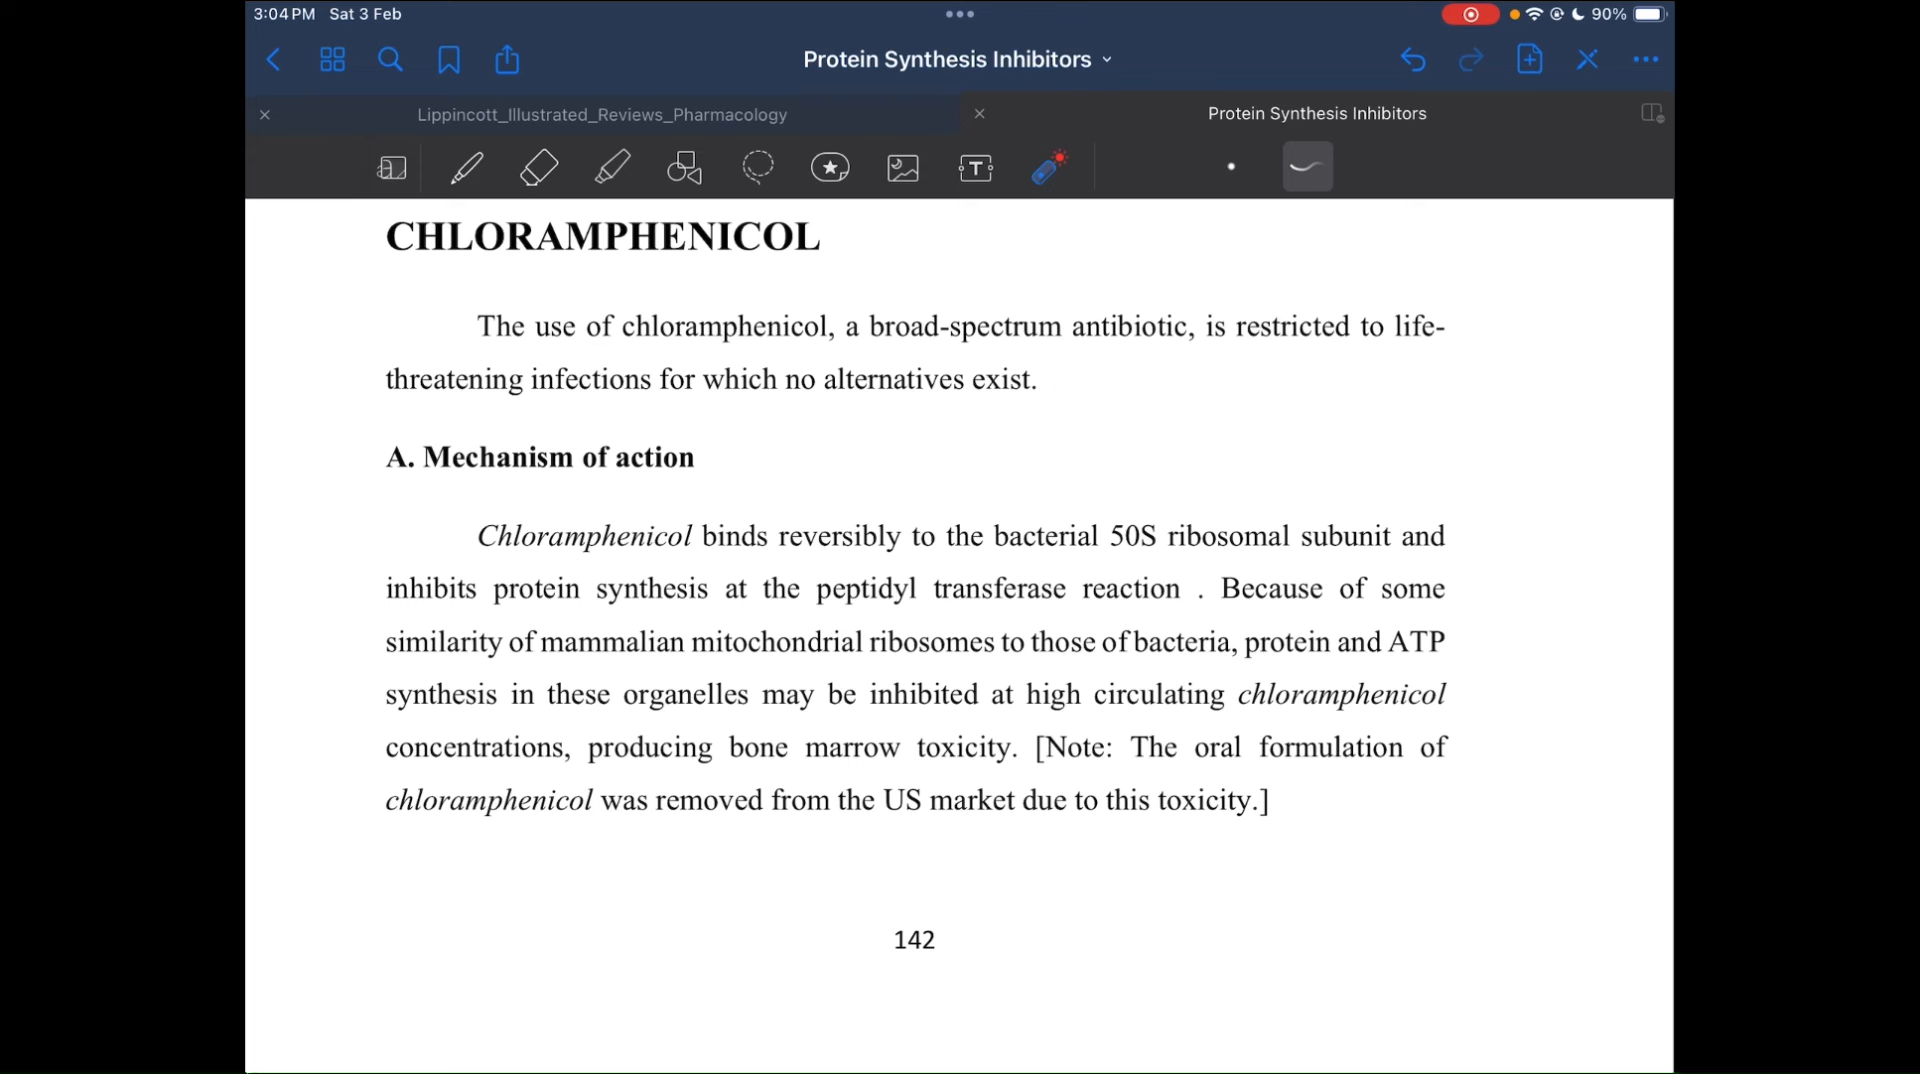 3:04 PM Sat 3 Feb
90%
Protein Synthesis Inhibitors
Lippincott_Illustrated_Reviews_Pharmacology
Protein Synthesis Inhibitors
CHLORAMPHENICOL
The use of chloramphenicol, a broad-spectrum antibiotic, is restricted to life-
threatening infections for which no alternatives exist.
A. Mechanism of action
Chloramphenicol binds reversibly to the bacterial 50S ribosomal subunit and
inhibits protein synthesis at the peptidyl transferase reaction . Because of some
similarity of mammalian mitochondrial ribosomes to those of bacteria, protein and ATP
synthesis in these organelles may be inhibited at high circulating chloramphenicol
concentrations, producing bone marrow toxicity. [Note: The oral formulation of
chloramphenicol was removed from the US market due to this toxicity.]
142